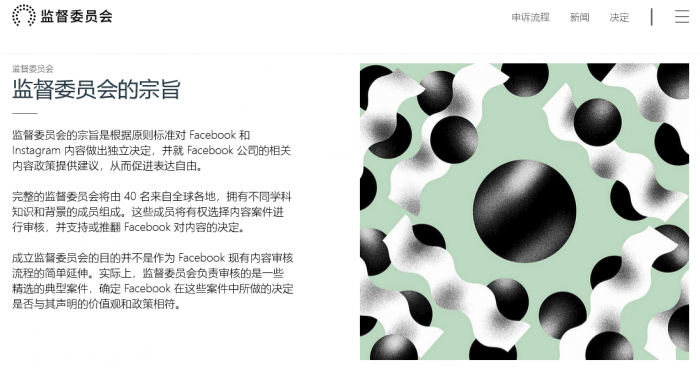 监督委员会
申诉流程 新闻 决定
监督委员会
监督委员会的宗旨
监督委员会的宗旨是根据原则标准对 Facebook 和
Instagram 内容做出独立决定，并就 Facebook 公司的相关
内容政策提供建议，从而促进表达自由。
完整的监督委员会将由 40 名来自全球各地，拥有不同学科
知识和背景的成员组成。这些成员将有权选择内容案件进
行审核，并支持或推翻 Facebook 对内容的决定。
成立监督委员会的目的并不是作为 Facebook 现有内容审核
流程的简单延伸。实际上，监督委员会负责审核的是一些
精选的典型案件，确定 Facebook 在这些案件中所做的决定
是否与其声明的价值观和政策相符。